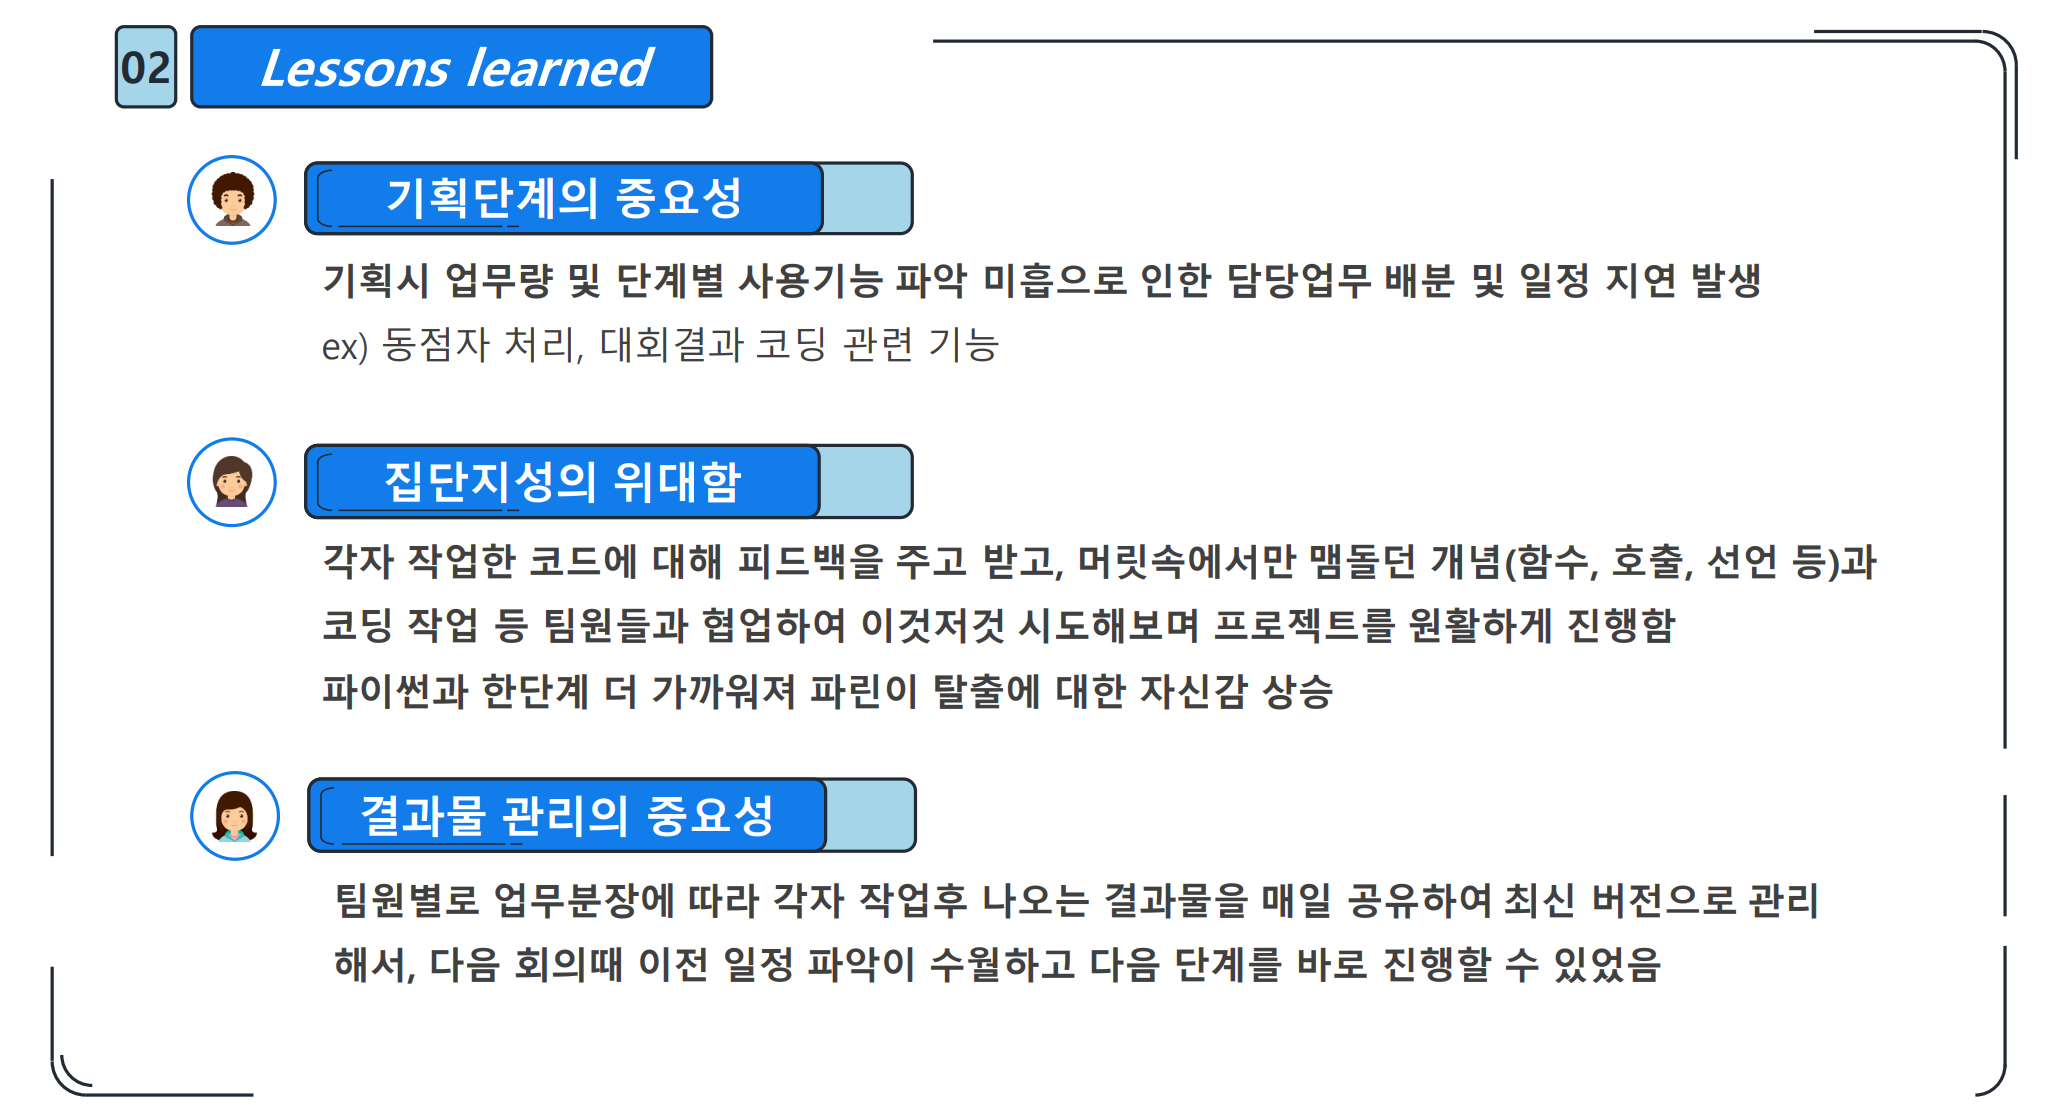 02 Lessons learned
기획단계의 중요성
기획시 업무량 및 단계별 사용기능 파악 미흡으로 인한 담당업무 배분 및 일정 지연 발생
ex) 동점자 처리, 대회결과 코딩 관련 기능
집단지성의 위대함
각자 작업한 코드에 대해 피드백을 주고 받고, 머릿속에서만 맴돌던 개념(함수, 호출, 선언 등)과
코딩 작업 등 팀원들과 협업하여 이것저것 시도해보며 프로젝트를 원활하게 진행함
파이썬과 한단계 더 가까워져 파린이 탈출에 대한 자신감 상승
결과물 관리의 중요성
팀원별로 업무분장에 따라 각자 작업후 나오는 결과물을 매일 공유하여 최신 버전으로 관리
해서, 다음 회의때 이전 일정 파악이 수월하고 다음 단계를 바로 진행할 수 있었음